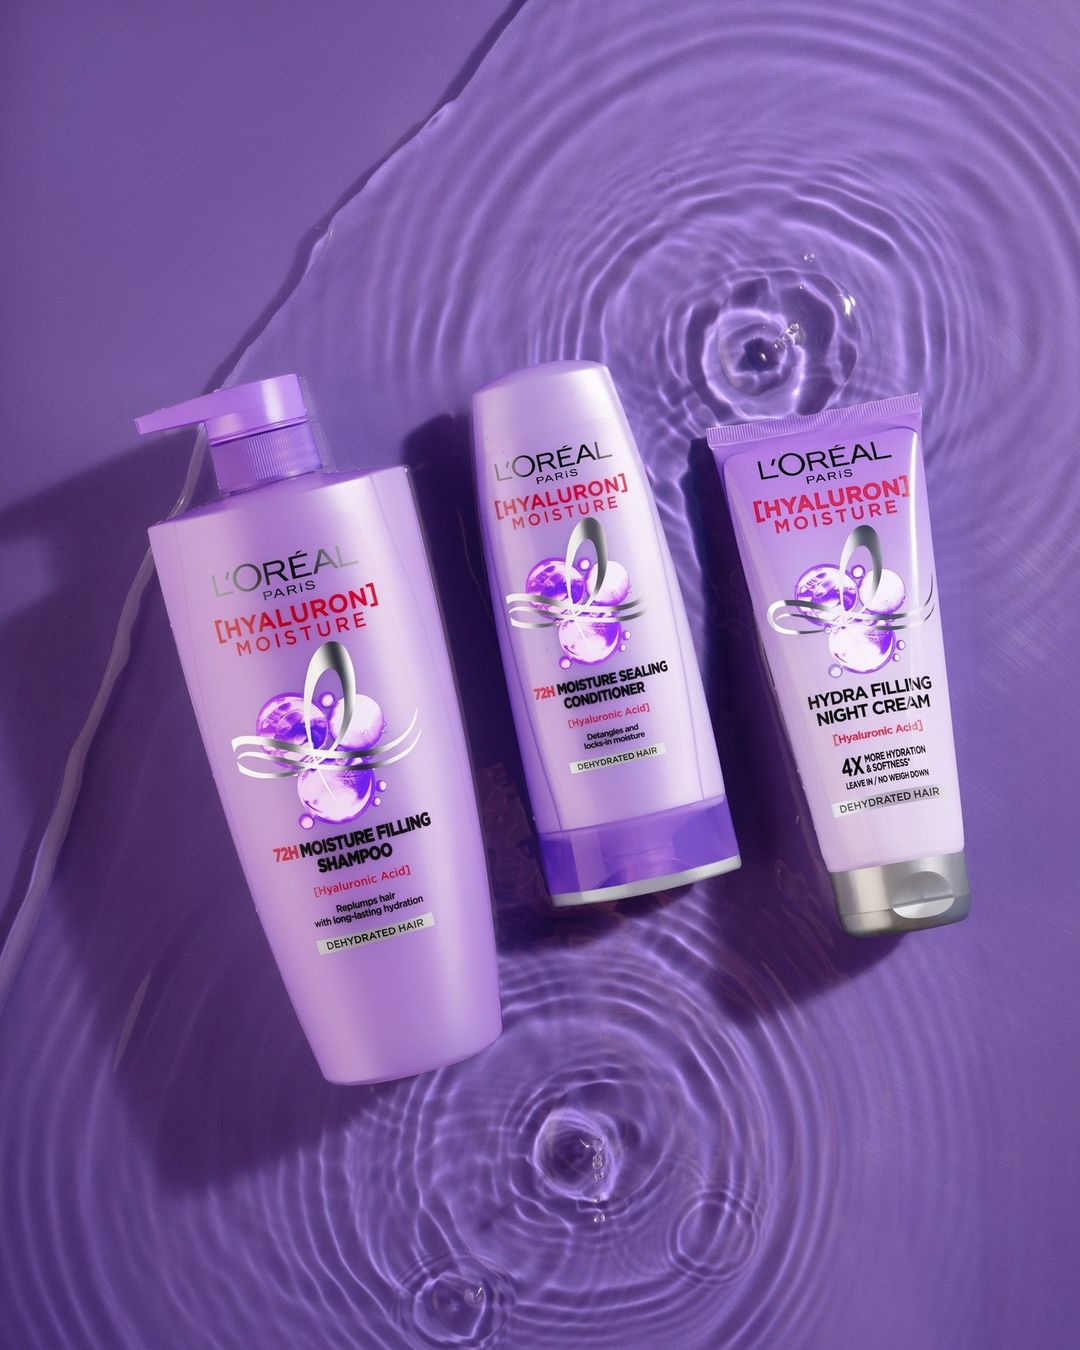 L'ORÉAL
PARIS
[HYALURON]
MOISTURE
72H MOISTURE FILLING
SHAMPOO
[Hyaluronic Acid]
Replumps hair
with long-lasting hydration
DEHYDRATED HAIR
L'ORÉAL
PARIS
[HYALURON]
MOISTURE
72H MOISTURE SEALING
CONDITIONER
[Hyaluronic Acid]
Detangles and
locks-in moisture
DEHYDRATED HAIR
L'ORÉAL
PARIS
[HYALURON]
MOISTURE
HYDRA FILLING
NIGHT CREAM
[Hyaluronic Acid]
4X MORE HYDRATION
& SOFTNESS*
LEAVE IN / NO WEIGH DOWN
DEHYDRATED HAIR